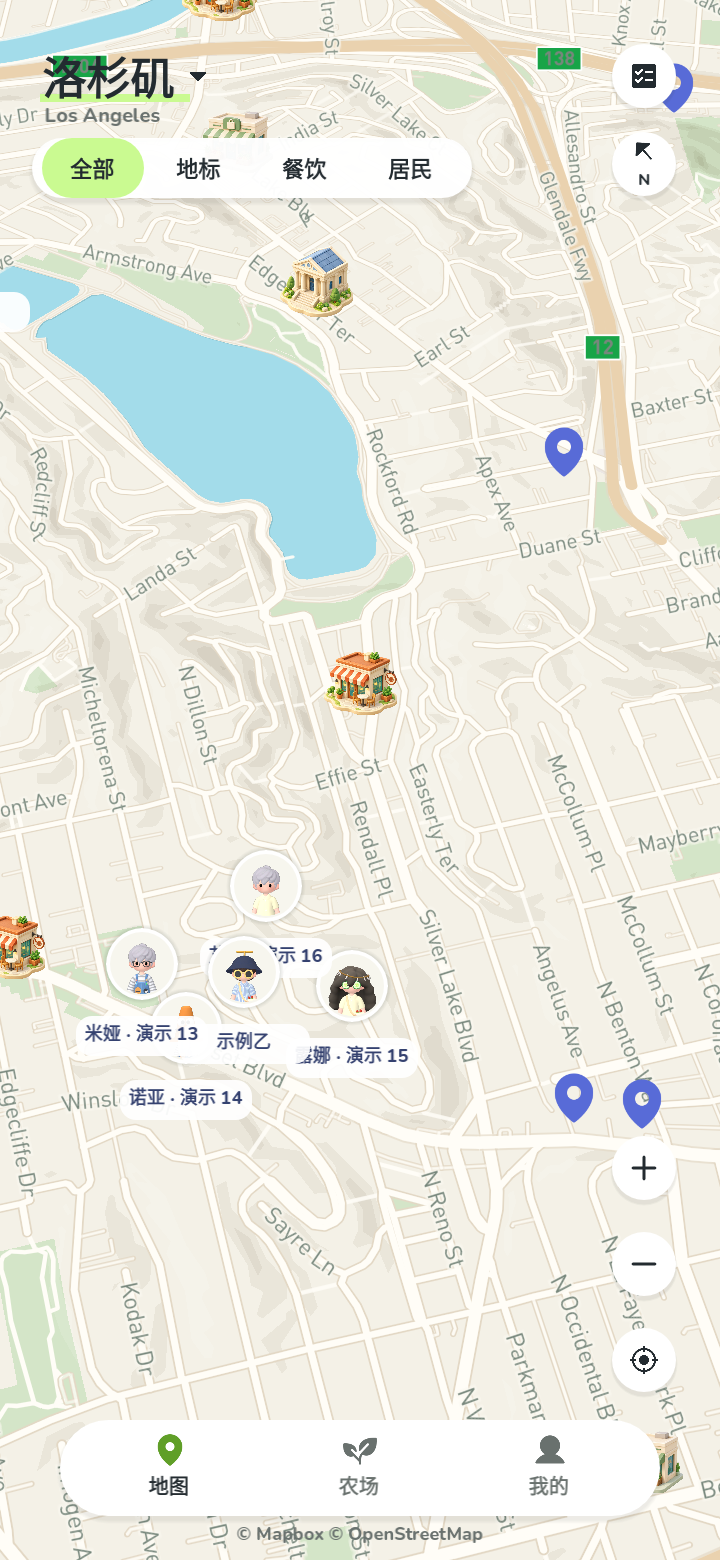 洛杉矶
Los Angeles
全部
地标
餐饮
居民
N
138
12
Silver Lake
Allesandro St
Glendale Fwy
Armstrong Ave
Earl St
Baxter St
Redcliff St
Rockford Rd
Apex Ave
Duane St
Landa St
Micheltorena St
N Dillon St
Effie St
Easterly Ter
Rendall Pl
McCollum Pl
McCollum St
Silver Lake Blvd
Angelus Ave
演示 16
米娅 · 演示 13
示例乙
露娜 · 演示 15
诺亚 · 演示 14
Blvd
Edgecliffe Dr
N Reno St
Sayre Ln
Kodak Dr
N Occidental Bl
地图
农场
我的
© Mapbox © OpenStreetMap